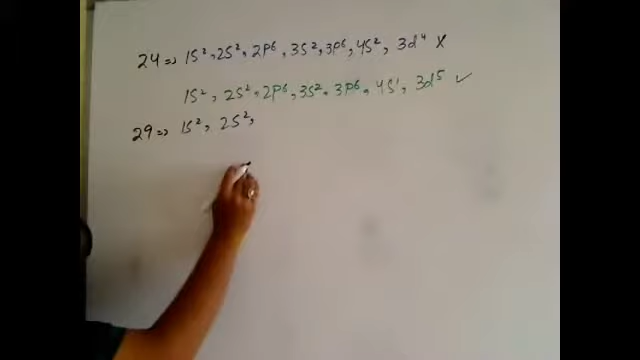 24 => 1S², 2S², 2P⁶, 3S², 3P⁶, 4S², 3d⁴ X
1S², 2S², 2P⁶, 3S², 3P⁶, 4S¹, 3d⁵ ✓
29 => 1S², 2S²,